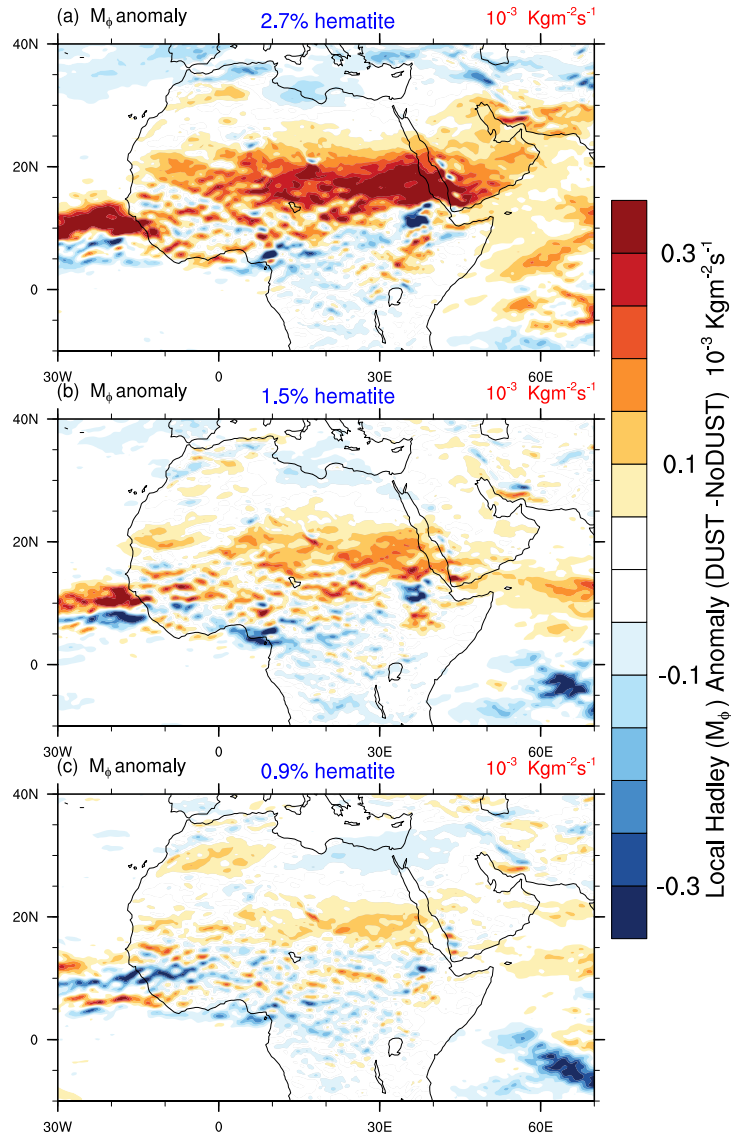 (a) Mϕ anomaly 2.7% hematite 10⁻³ Kgm⁻²s⁻¹
40N
30N
20N
10N
0
30W 0 30E 60E
(b) Mϕ anomaly 1.5% hematite 10⁻³ Kgm⁻²s⁻¹
40N
20N
0
30W 0 30E 60E
(c) Mϕ anomaly 0.9% hematite 10⁻³ Kgm⁻²s⁻¹
40N
20N
0
30W 0 30E 60E
0.3
0.1
-0.1
-0.3
Local Hadley (Mϕ) Anomaly (DUST -NoDUST) 10⁻³ Kgm⁻²s⁻¹